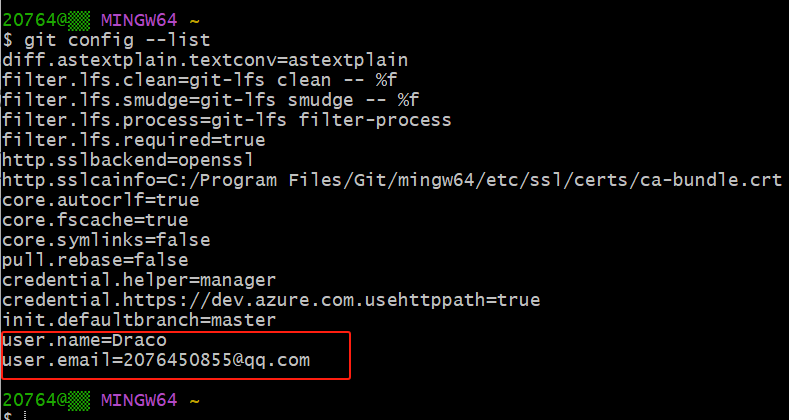 20764@▒▒ MINGW64 ~
$ git config --list
diff.astextplain.textconv=astextplain
filter.lfs.clean=git-lfs clean -- %f
filter.lfs.smudge=git-lfs smudge -- %f
filter.lfs.process=git-lfs filter-process
filter.lfs.required=true
http.sslbackend=openssl
http.sslcainfo=C:/Program Files/Git/mingw64/etc/ssl/certs/ca-bundle.crt
core.autocrlf=true
core.fscache=true
core.symlinks=false
pull.rebase=false
credential.helper=manager
credential.https://dev.azure.com.usehttppath=true
init.defaultbranch=master
user.name=Draco
user.email=2076450855@qq.com
20764@▒▒ MINGW64 ~
$